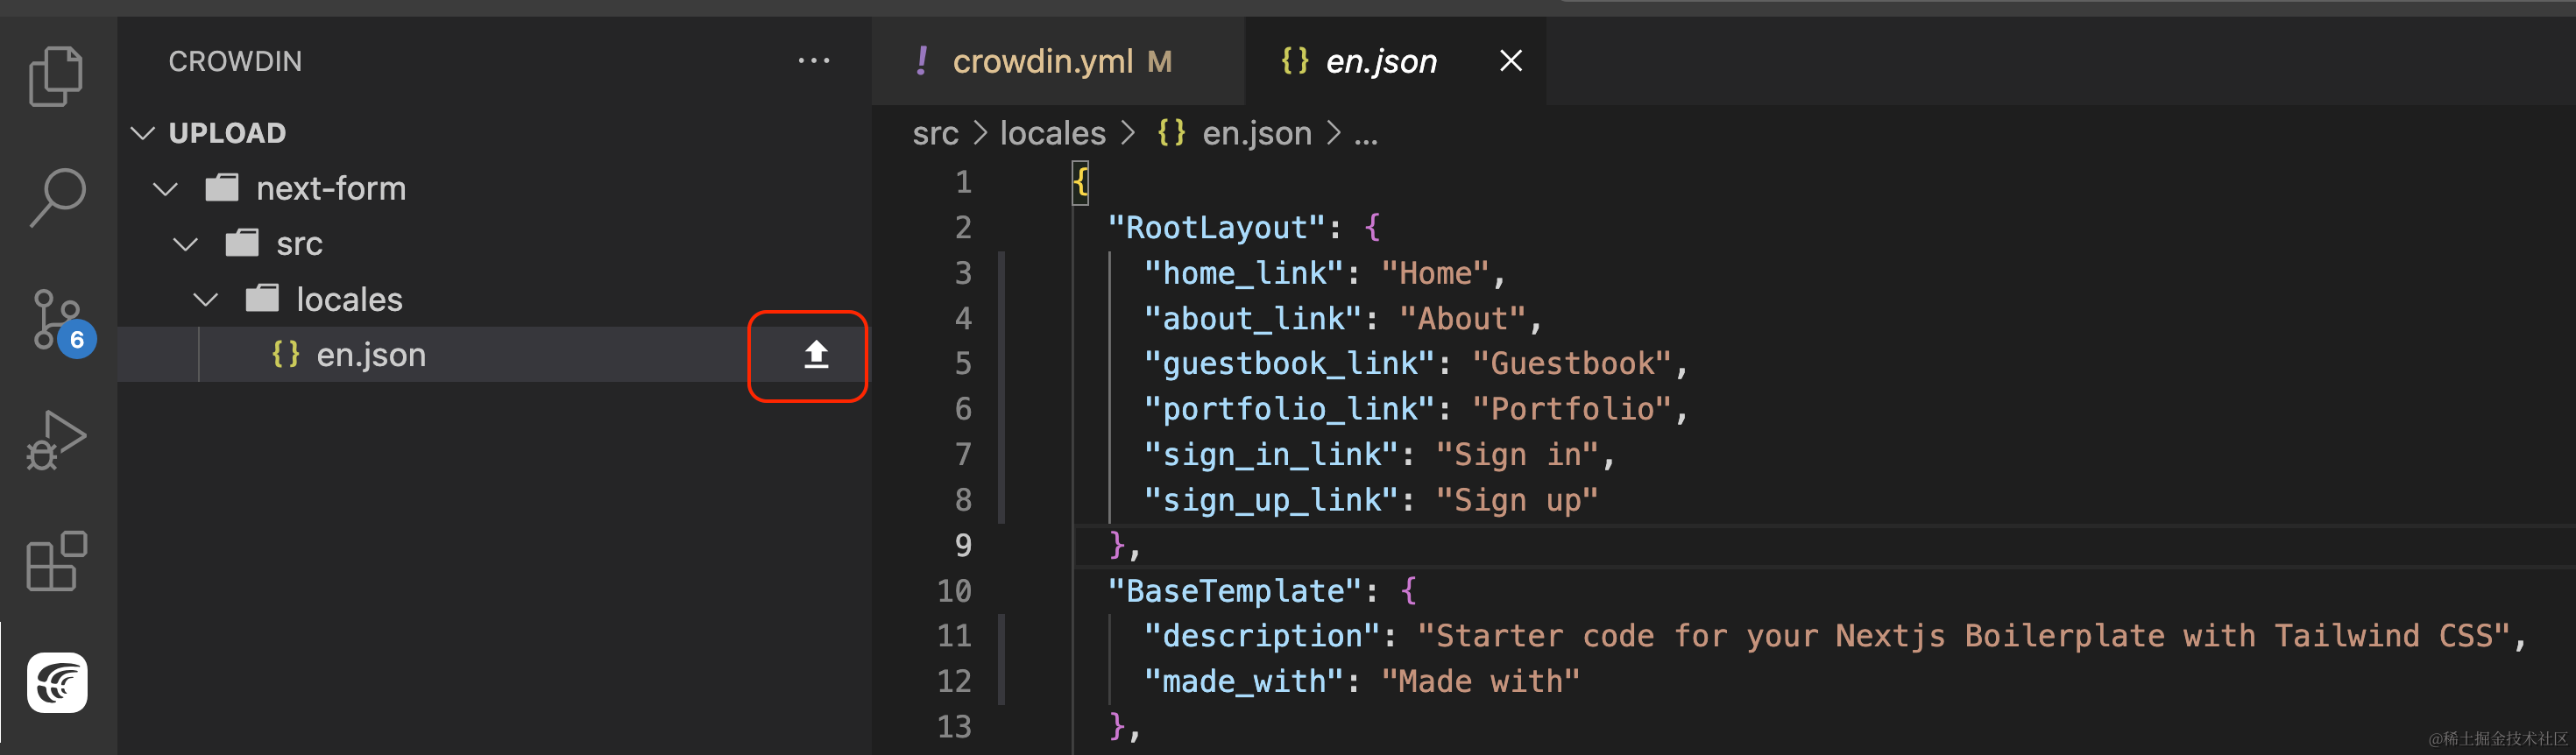 CROWDIN ...
UPLOAD
next-form
src
locales
{} en.json
6
! crowdin.yml M
{} en.json
src > locales > {} en.json > ...
1 {
2 "RootLayout": {
3 "home_link": "Home",
4 "about_link": "About",
5 "guestbook_link": "Guestbook",
6 "portfolio_link": "Portfolio",
7 "sign_in_link": "Sign in",
8 "sign_up_link": "Sign up"
9 },
10 "BaseTemplate": {
11 "description": "Starter code for your Nextjs Boilerplate with Tailwind CSS",
12 "made_with": "Made with"
13 },
@稀土掘金技术社区